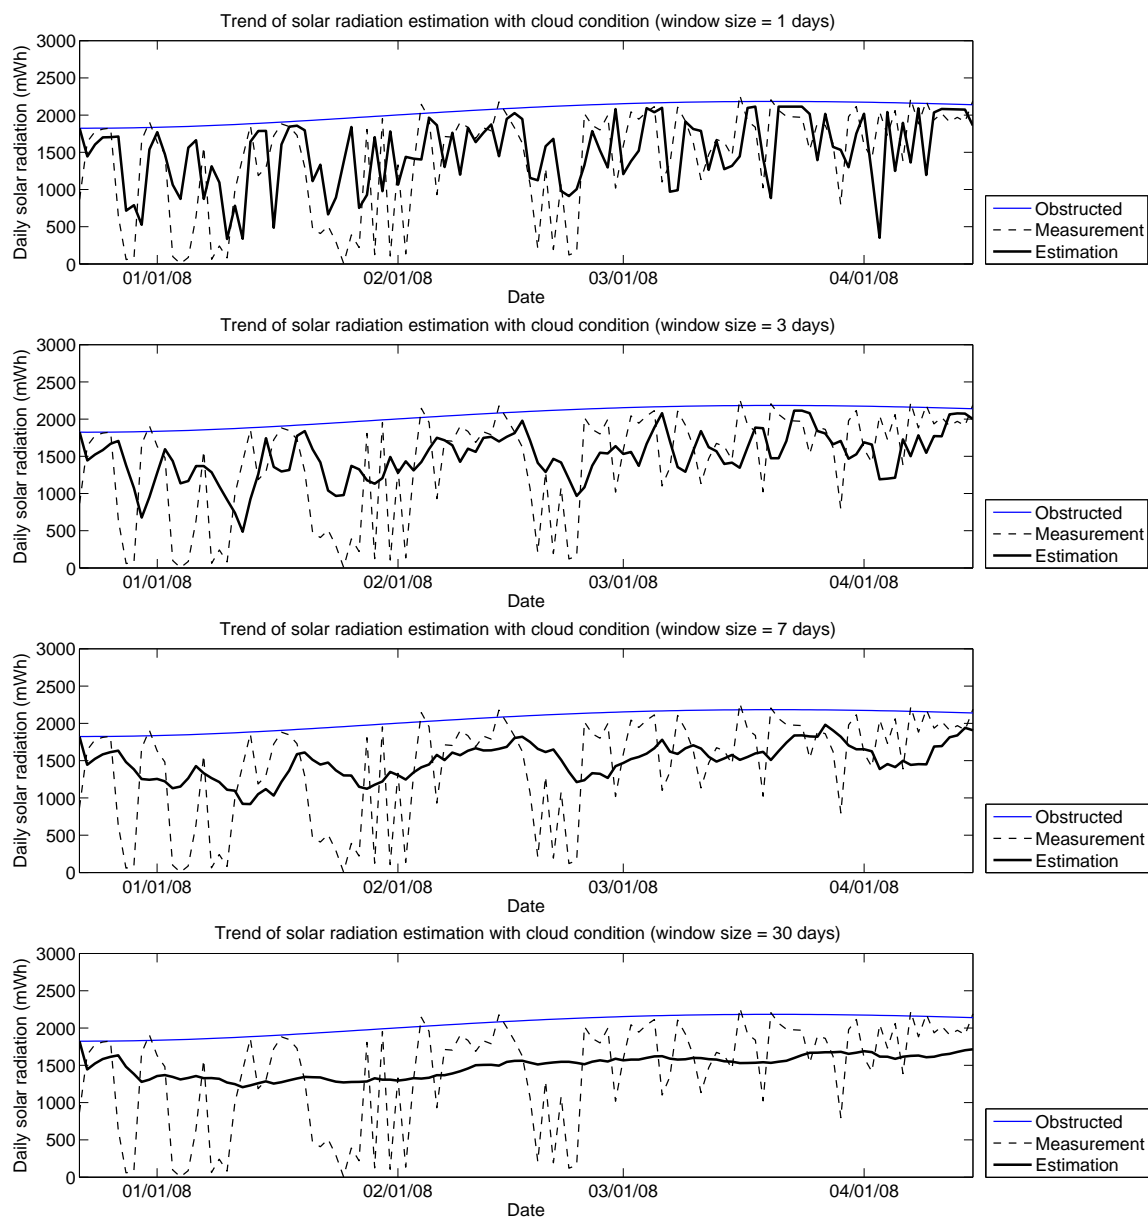 Trend of solar radiation estimation with cloud condition (window size = 1 days)
3000
2500
2000
1500
1000
500
0
Daily solar radiation (mWh)
01/01/08 02/01/08 03/01/08 04/01/08
Date
Obstructed
Measurement
Estimation
Trend of solar radiation estimation with cloud condition (window size = 3 days)
3000
2500
2000
1500
1000
500
0
Daily solar radiation (mWh)
01/01/08 02/01/08 03/01/08 04/01/08
Date
Obstructed
Measurement
Estimation
Trend of solar radiation estimation with cloud condition (window size = 7 days)
3000
2500
2000
1500
1000
500
0
Daily solar radiation (mWh)
01/01/08 02/01/08 03/01/08 04/01/08
Date
Obstructed
Measurement
Estimation
Trend of solar radiation estimation with cloud condition (window size = 30 days)
3000
2500
2000
1500
1000
500
0
Daily solar radiation (mWh)
01/01/08 02/01/08 03/01/08 04/01/08
Date
Obstructed
Measurement
Estimation